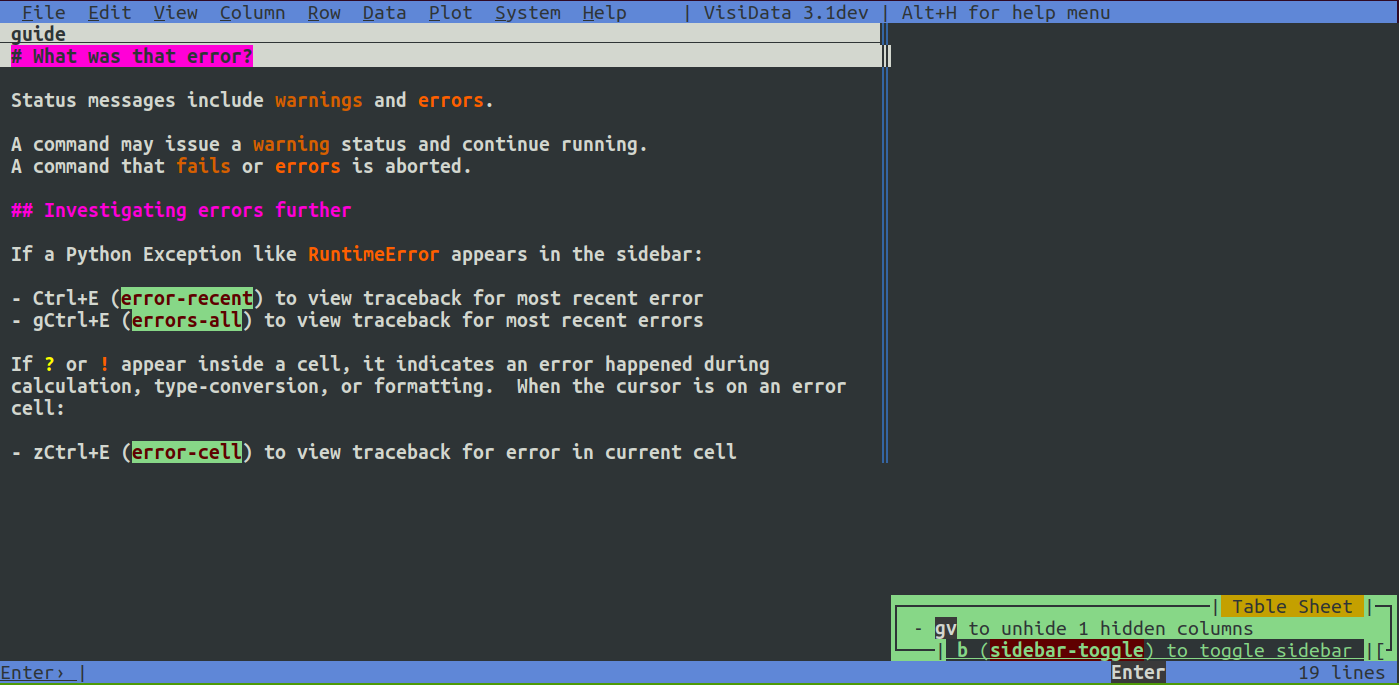 File Edit View Column Row Data Plot System Help | VisiData 3.1dev | Alt+H for help menu
guide
# What was that error?
Status messages include warnings and errors.
A command may issue a warning status and continue running.
A command that fails or errors is aborted.
## Investigating errors further
If a Python Exception like RuntimeError appears in the sidebar:
- Ctrl+E (error-recent) to view traceback for most recent error
- gCtrl+E (errors-all) to view traceback for most recent errors
If ? or ! appear inside a cell, it indicates an error happened during
calculation, type-conversion, or formatting.  When the cursor is on an error
cell:
- zCtrl+E (error-cell) to view traceback for error in current cell
| Table Sheet |
- gv to unhide 1 hidden columns
| b (sidebar-toggle) to toggle sidebar |[
Enter› | Enter 19 lines